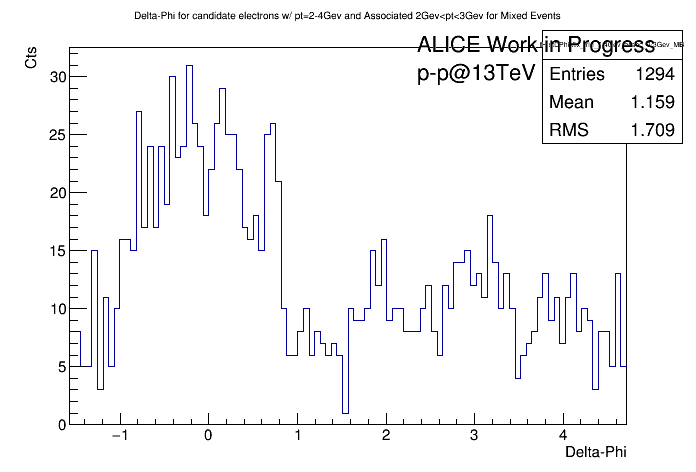 Delta-Phi for candidate electrons w/ pt=2-4Gev and Associated 2Gev<pt<3Gev for Mixed Events
Cts
ALICE Work in Progress
p-p@13TeV
Entries 1294
Mean 1.159
RMS 1.709
30
25
20
15
10
5
0
−1 0 1 2 3 4
Delta-Phi